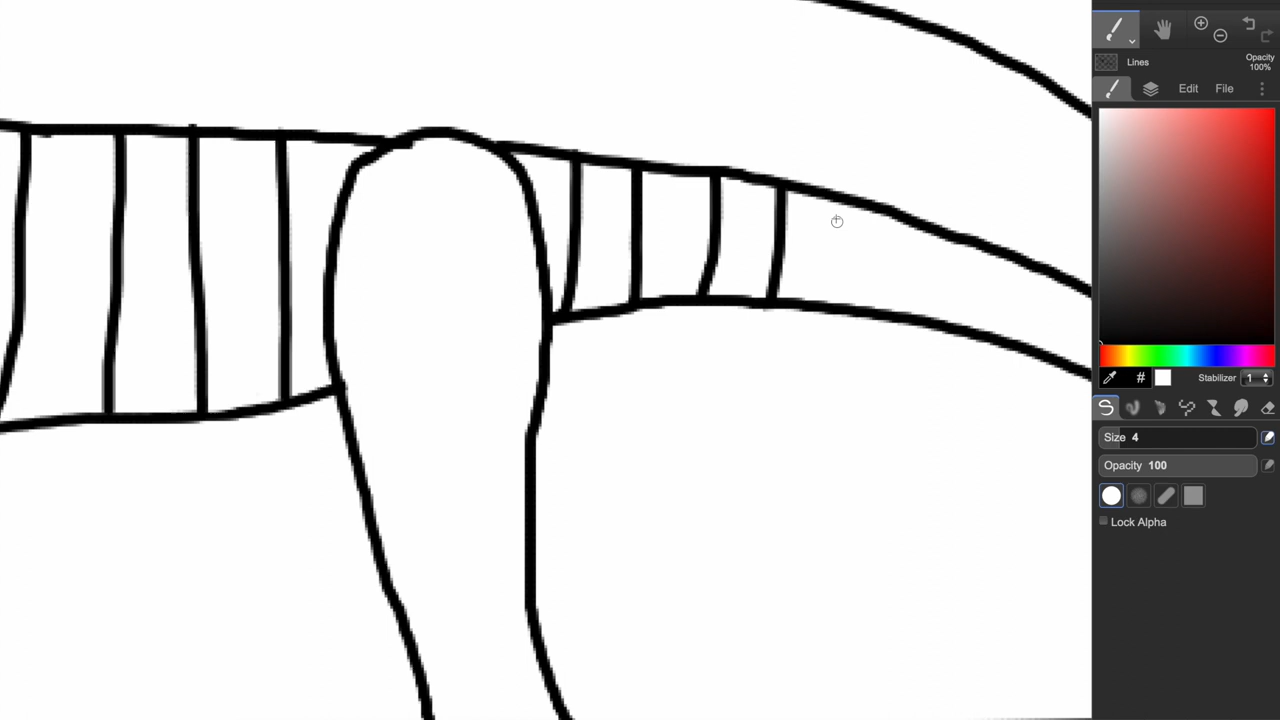 Lines
Opacity
100%
Edit File
# Stabilizer 1
Size 4
Opacity 100
Lock Alpha